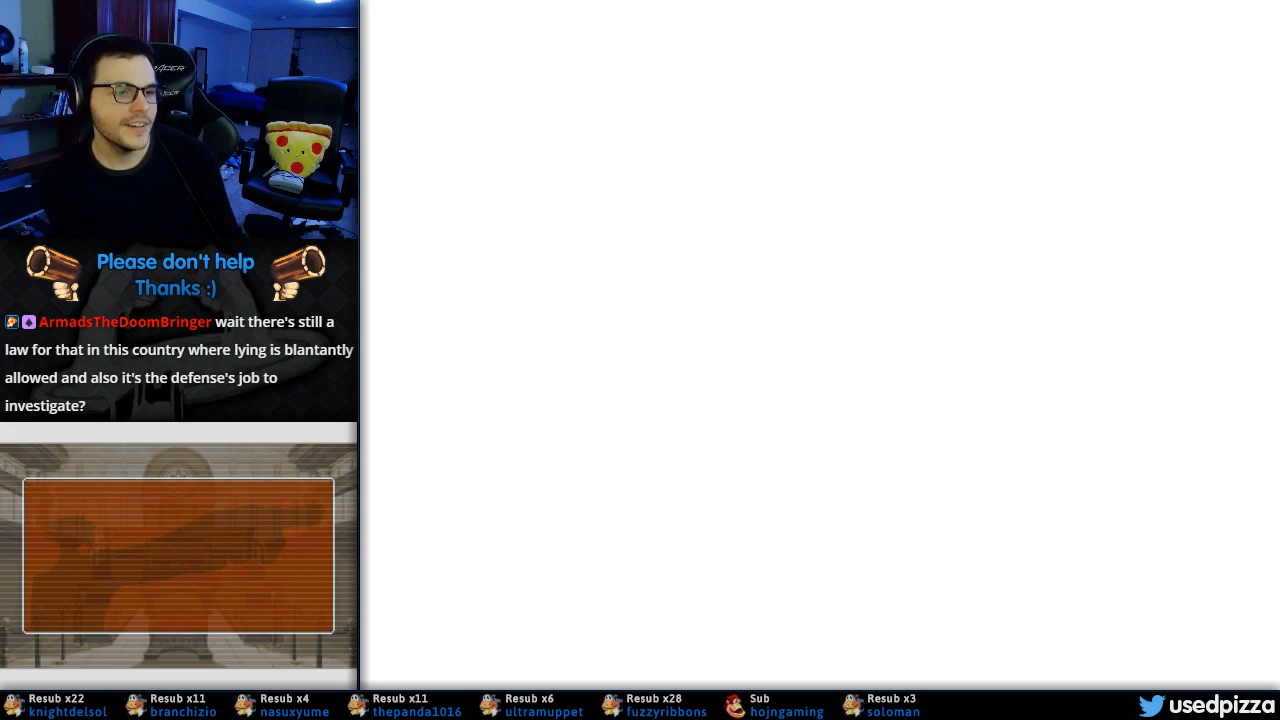 Please don't help
Thanks :)
ArmadsTheDoomBringer wait there's still a
law for that in this country where lying is blantantly
allowed and also it's the defense's job to
investigate?
Resub x22
knightdelsol
Resub x11
branchizio
Resub x4
nasuxyume
Resub x11
thepanda1016
Resub x6
ultramuppet
Resub x28
fuzzyribbons
Sub
hojngaming
Resub x3
soloman
usedpizza